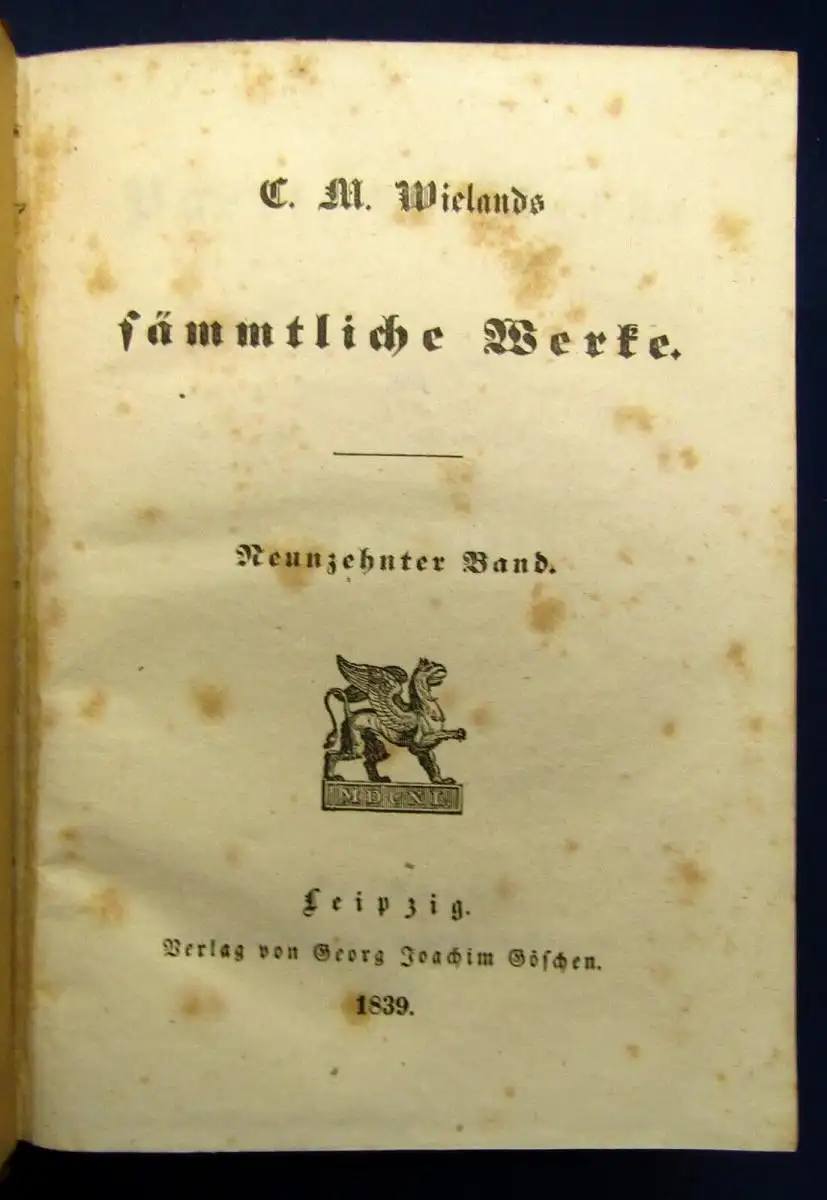 C. M. Wielands
sämmtliche Werke.
Neunzehnter Band.
MDCXL
Leipzig.
Verlag von Georg Joachim Göschen.
1839.